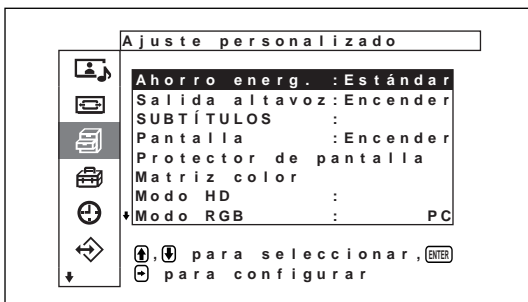 Ajuste personalizado
Ahorro energ. :Estándar
Salida altavoz:Encender
SUBTÍTULOS :
Pantalla :Encender
Protector de pantalla
Matriz color
Modo HD :
Modo RGB : PC
, para seleccionar, ENTER
para configurar